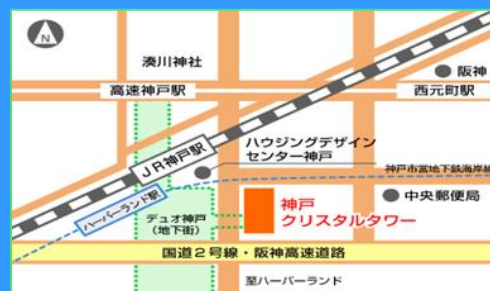 N
湊川神社
阪神
高速神戸駅
西元町駅
ハウジングデザイン
センター神戸
JR神戸駅
神戸市営地下鉄海岸線
ハーバーランド駅
中央郵便局
神戸
クリスタルタワー
デュオ神戸
(地下街)
国道2号線・阪神高速道路
至ハーバーランド